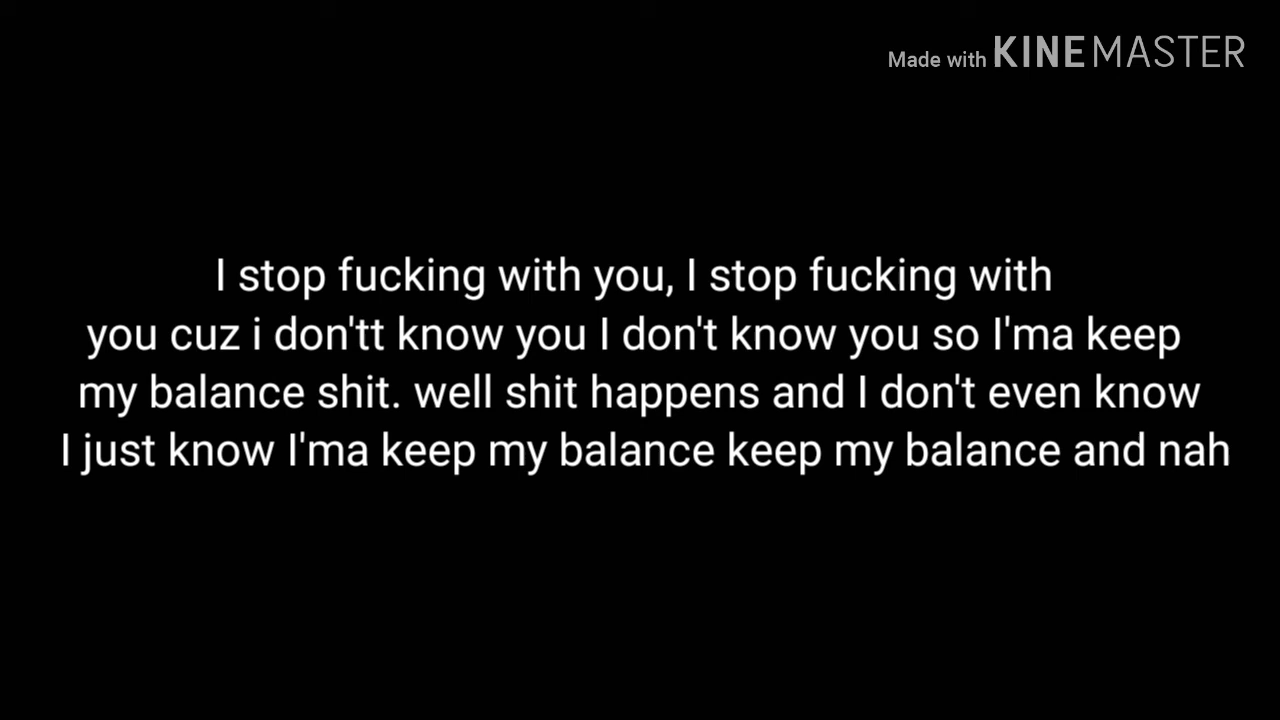 Made with KINEMASTER
I stop fucking with you, I stop fucking with
you cuz i don'tt know you I don't know you so I'ma keep
my balance shit. well shit happens and I don't even know
I just know I'ma keep my balance keep my balance and nah